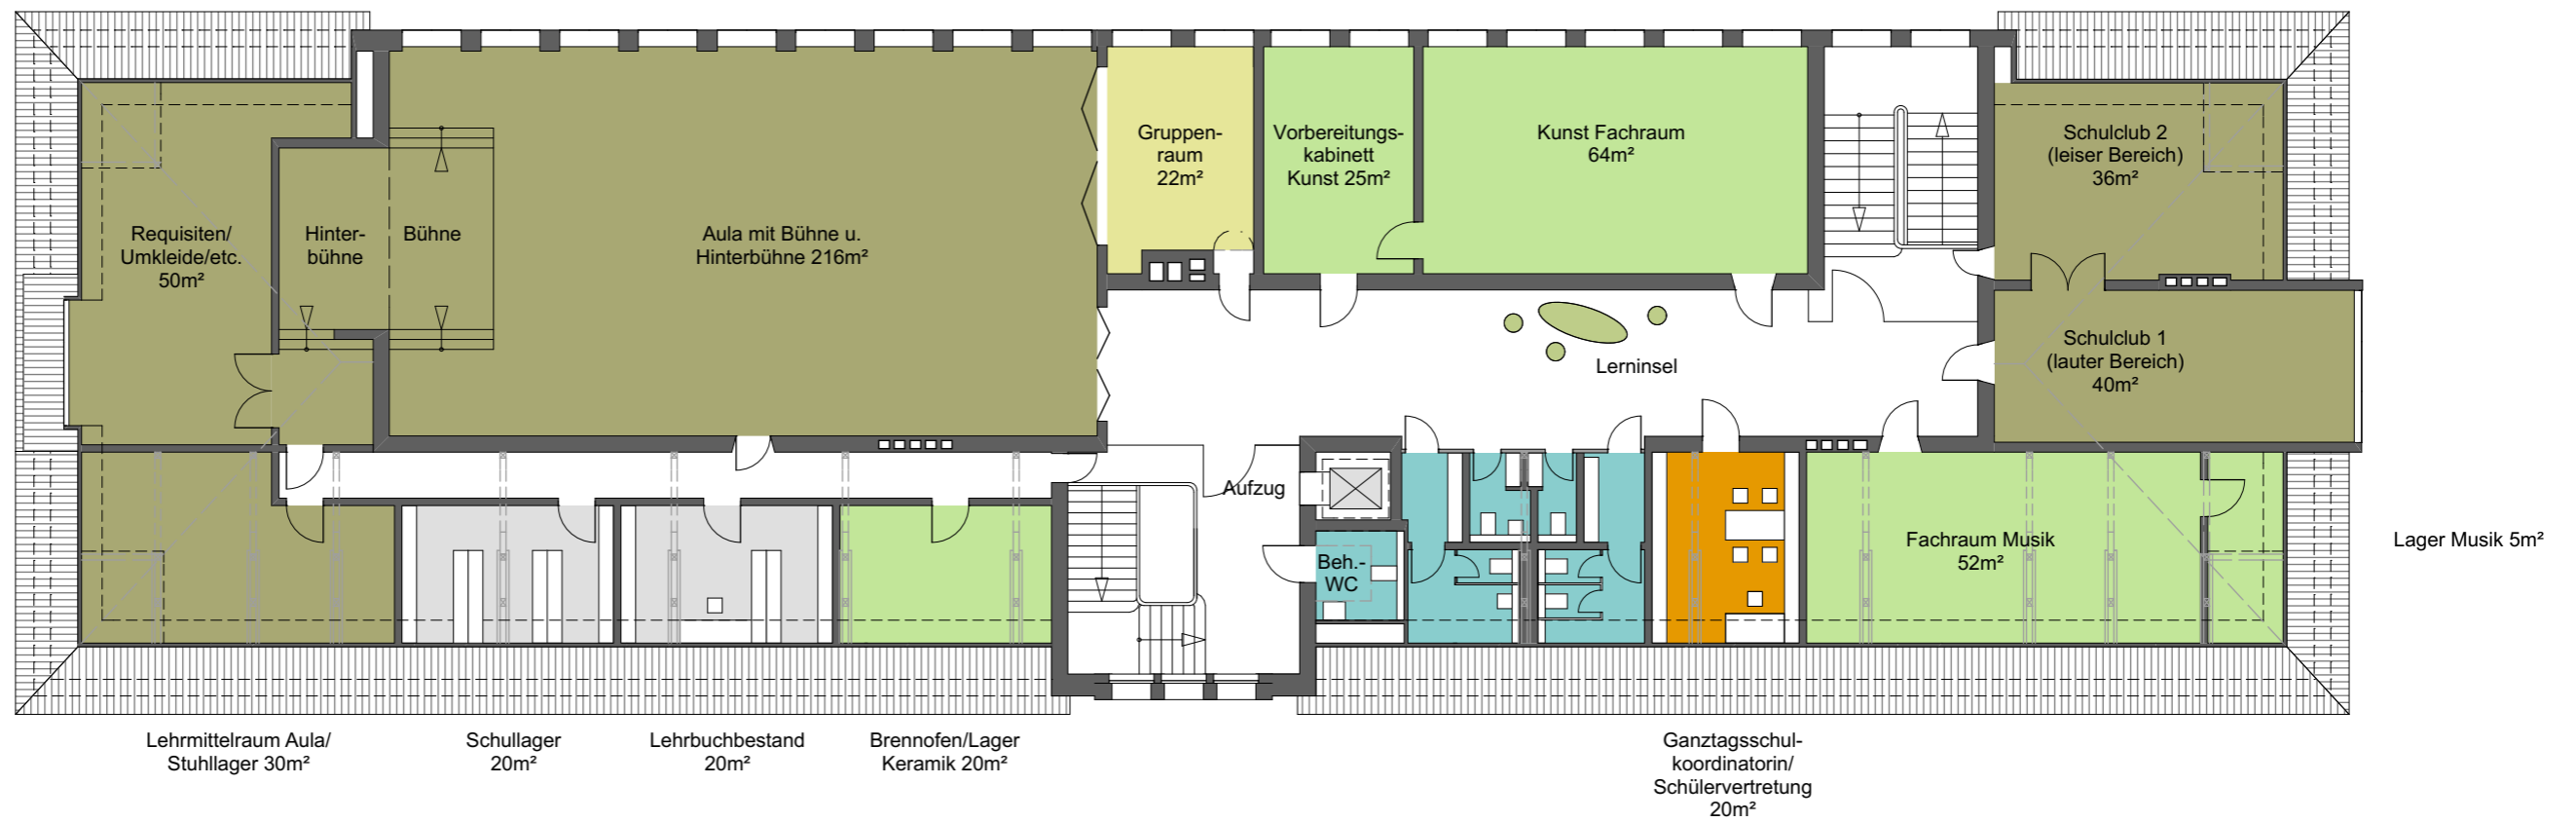 Gruppen-
raum
22m²
Vorbereitungs-
kabinett
Kunst 25m²
Kunst Fachraum
64m²
Schulclub 2
(leiser Bereich)
36m²
Requisiten/
Umkleide/etc.
50m²
Hinter-
bühne
Bühne
Aula mit Bühne u.
Hinterbühne 216m²
Lerninsel
Schulclub 1
(lauter Bereich)
40m²
Aufzug
Beh.-
WC
Fachraum Musik
52m²
Lager Musik 5m²
Lehrmittelraum Aula/
Stuhllager 30m²
Schullager
20m²
Lehrbuchbestand
20m²
Brennofen/Lager
Keramik 20m²
Ganztagsschul-
koordinatorin/
Schülervertretung
20m²